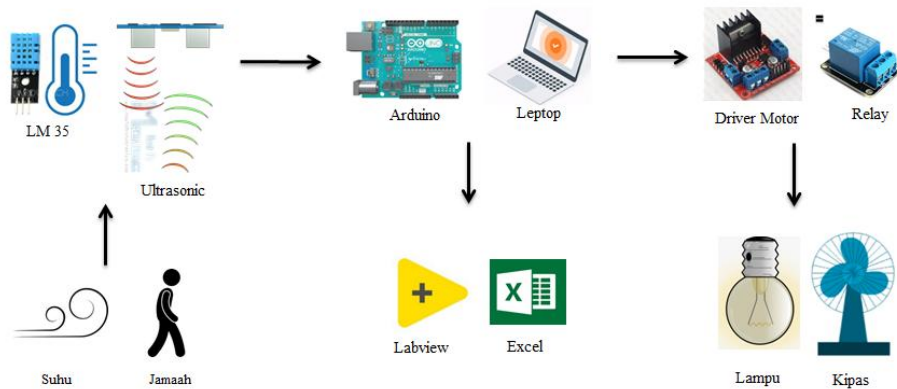 LM 35
Ultrasonic
Arduino
Leptop
Driver Motor
=
Relay
Suhu
Jamaah
Labview
Excel
Lampu
Kipas